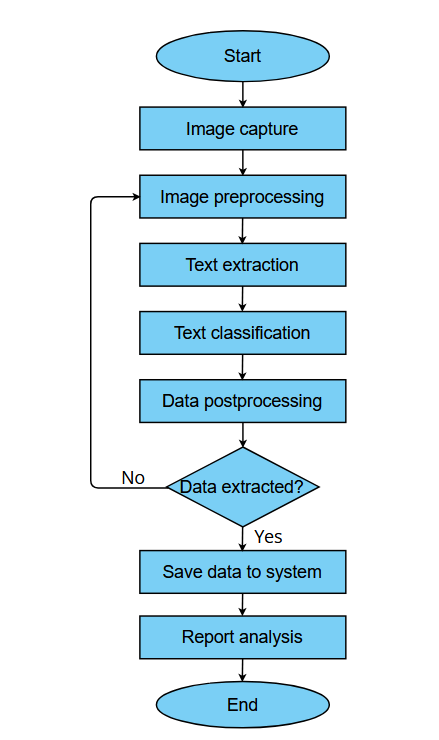 Start
Image capture
Image preprocessing
Text extraction
Text classification
Data postprocessing
Data extracted?
No
Yes
Save data to system
Report analysis
End